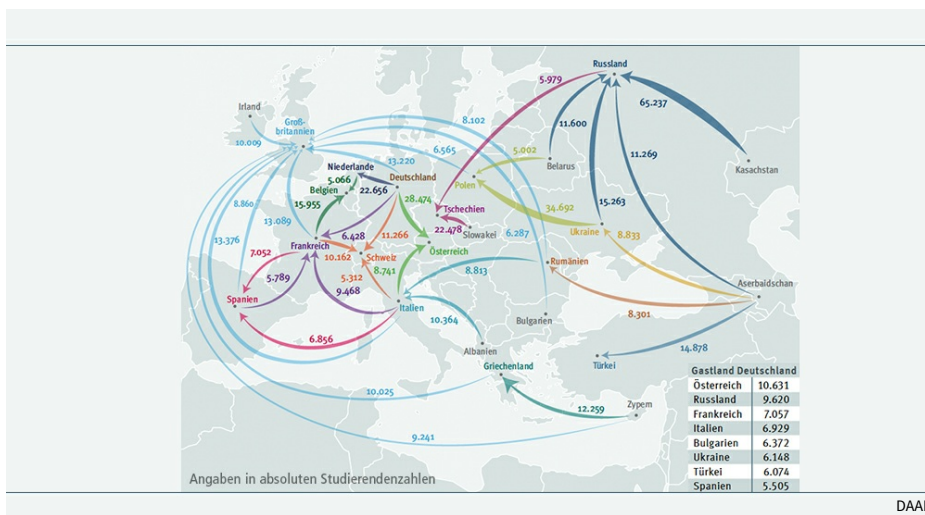 Russland
5.979
65.237
Irland
Groß-
britannien
8.102
11.600
10.009
6.565
5.002
11.269
13.220
Belarus
Niederlande
Kasachstan
5.066
Deutschland
Belgien
22.656
Polen
8.860
15.955
28.474
34.692
15.263
Tschechien
13.089
22.478
Slowakei
Ukraine
8.833
13.376
6.428
11.266
6.287
Frankreich
10.162
Österreich
7.052
Schweiz
Rumänien
5.789
5.312
8.741
8.813
9.468
Aserbaidschan
Spanien
Italien
Bulgarien
8.301
10.364
6.856
14.878
Albanien
Griechenland
Türkei
Gastland Deutschland
Österreich 10.631
Russland 9.620
Frankreich 7.057
Italien 6.929
Bulgarien 6.372
Ukraine 6.148
Türkei 6.074
Spanien 5.505
10.025
12.259
Zypern
9.241
Angaben in absoluten Studierendenzahlen